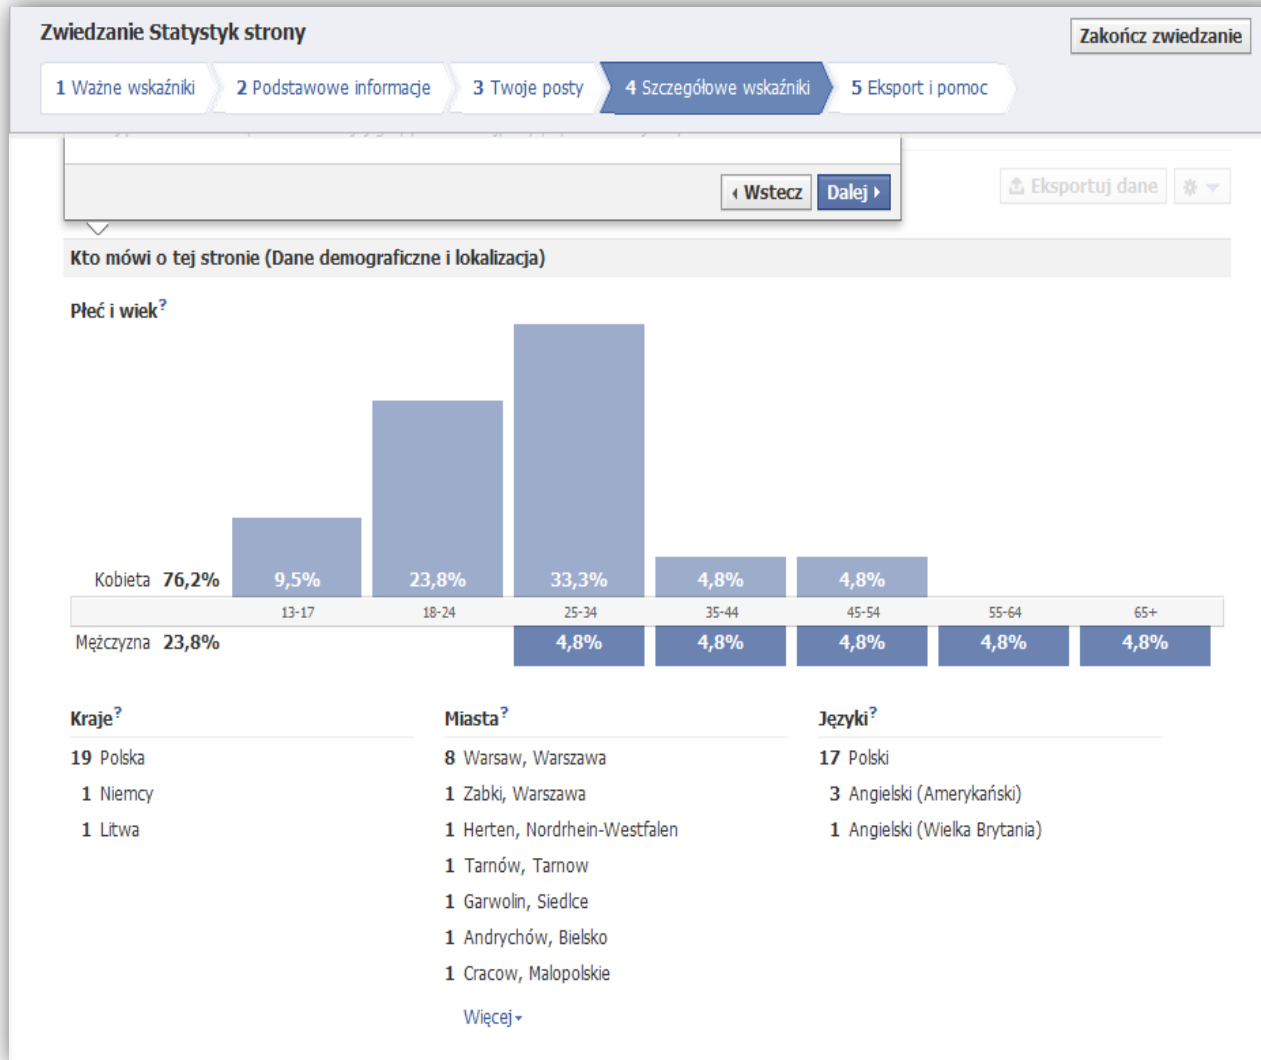 Zwiedzanie Statystyk strony
Zakończ zwiedzanie
1 Ważne wskaźniki
2 Podstawowe informacje
3 Twoje posty
4 Szczegółowe wskaźniki
5 Eksport i pomoc
Wstecz
Dalej
Eksportuj dane
Kto mówi o tej stronie (Dane demograficzne i lokalizacja)
Płeć i wiek?
Kobieta 76,2% 9,5% 23,8% 33,3% 4,8% 4,8%
13-17 18-24 25-34 35-44 45-54 55-64 65+
Mężczyzna 23,8% 4,8% 4,8% 4,8% 4,8% 4,8%
Kraje?
19 Polska
1 Niemcy
1 Litwa
Miasta?
8 Warsaw, Warszawa
1 Zabki, Warszawa
1 Herten, Nordrhein-Westfalen
1 Tarnów, Tarnow
1 Garwolin, Siedlce
1 Andrychów, Bielsko
1 Cracow, Malopolskie
Więcej
Języki?
17 Polski
3 Angielski (Amerykański)
1 Angielski (Wielka Brytania)